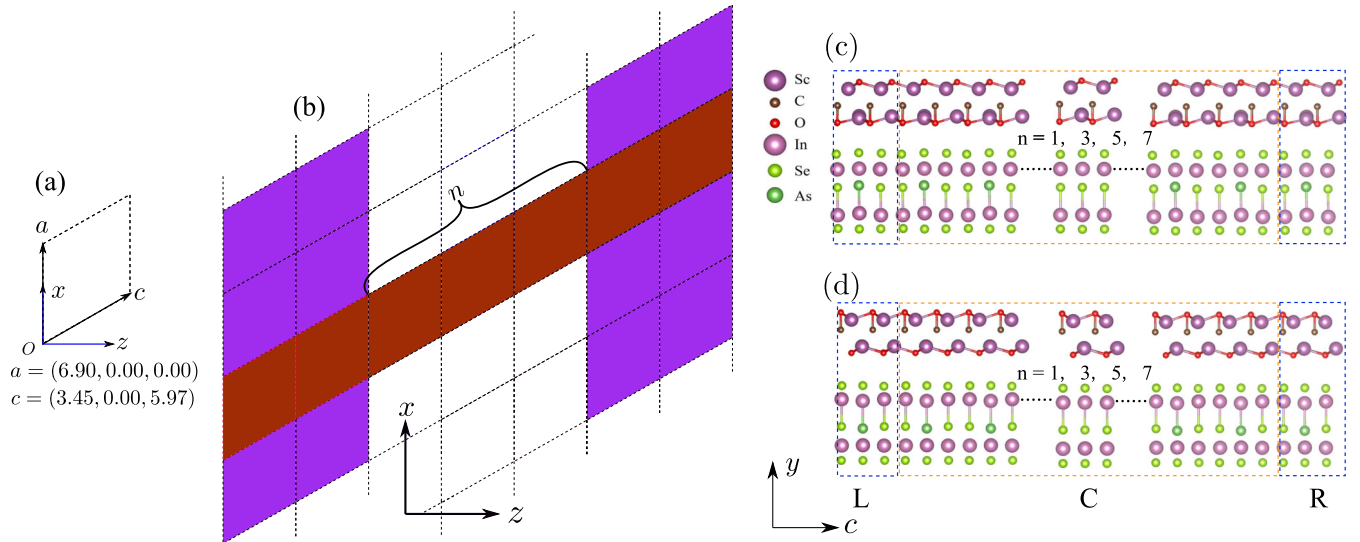 (a)
a
x
c
O
z
a = (6.90, 0.00, 0.00)
c = (3.45, 0.00, 5.97)
(b)
n
x
z
(c)
Sc
C
O
In
Se
As
n = 1, 3, 5, 7
(d)
n = 1, 3, 5, 7
y
c
L
C
R